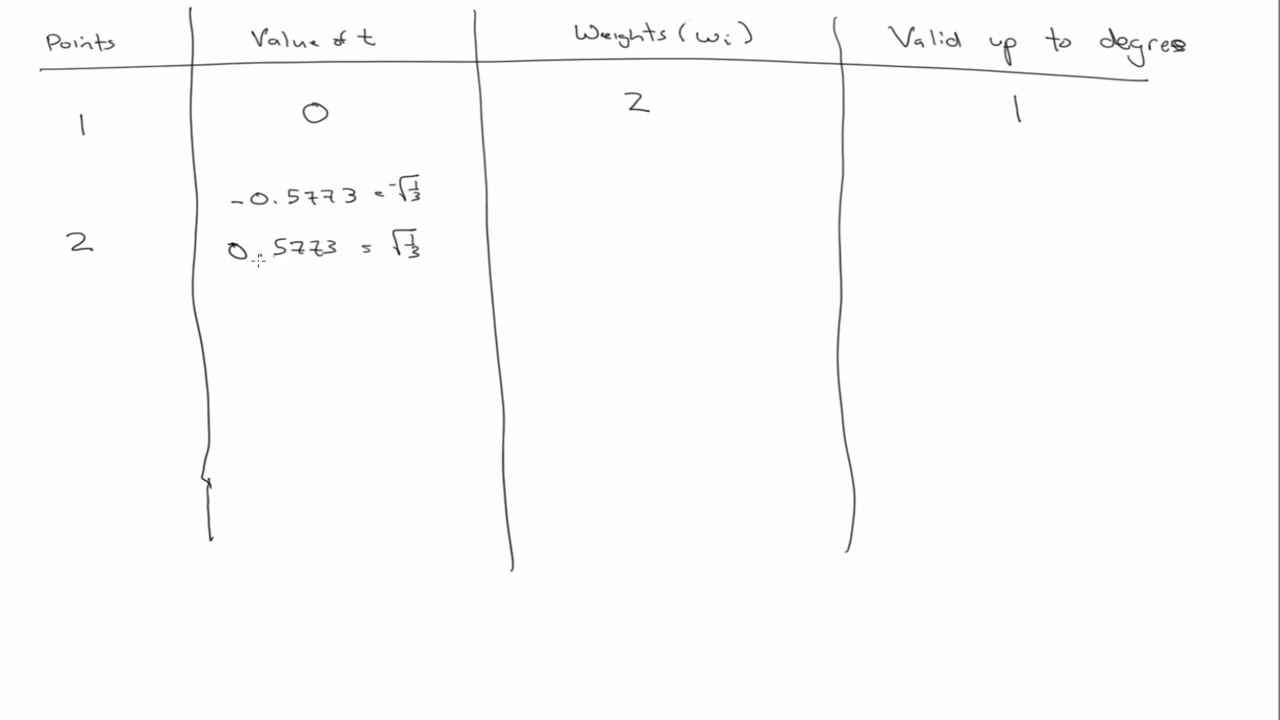 Points Value of t Weights (wi) Valid up to degree
1 0 2 1
-0.5773 = -√1/3
2 0.5773 = √1/3